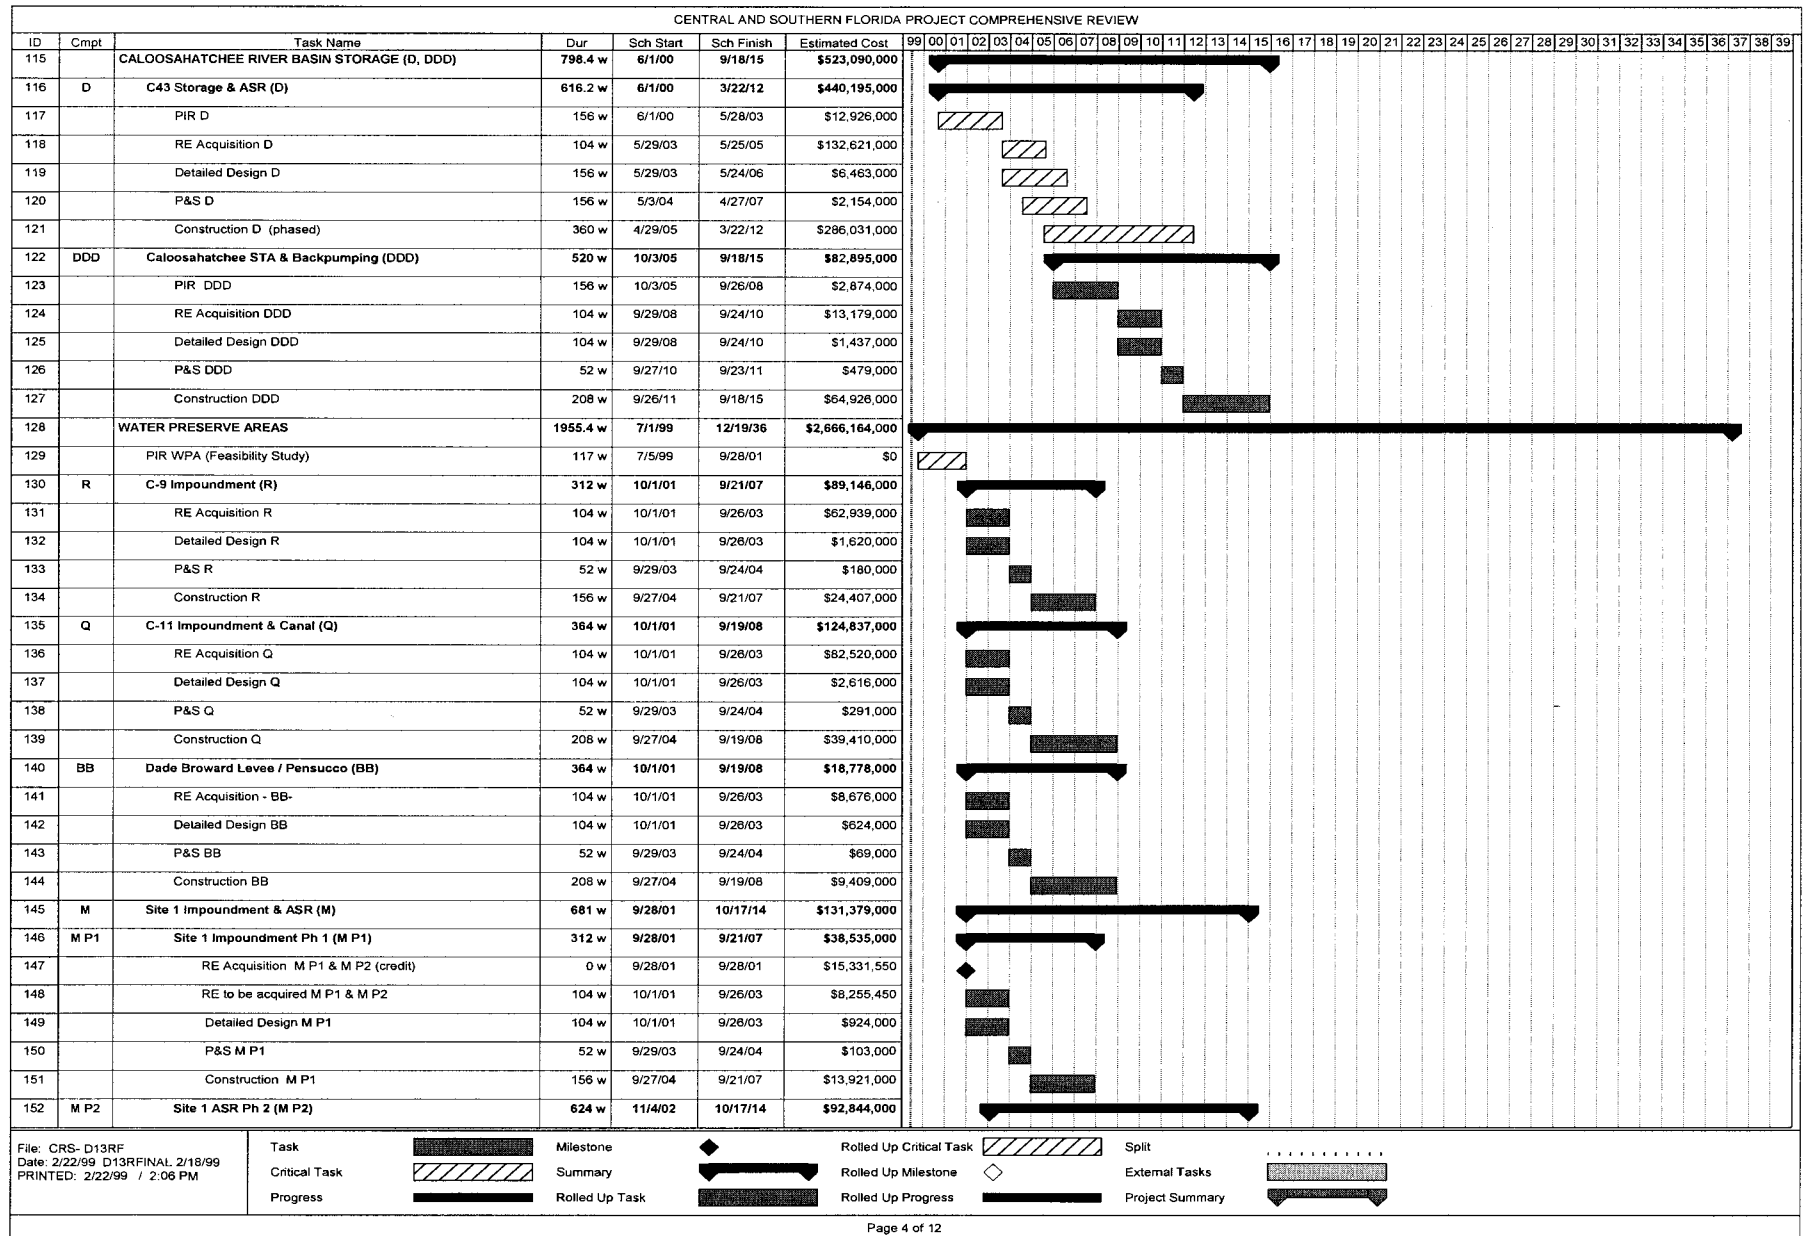 CENTRAL AND SOUTHERN FLORIDA PROJECT COMPREHENSIVE REVIEW
ID Cmpt Task Name Dur Sch Start Sch Finish Estimated Cost 99 00 01 02 03 04 05 06 07 08 09 10 11 12 13 14 15 16 17 18 19 20 21 22 23 24 25 26 27 28 29 30 31 32 33 34 35 36 37 38 39
115 CALOOSAHATCHEE RIVER BASIN STORAGE (D, DDD) 798.4 w 6/1/00 9/18/15 $523,090,000
116 D C43 Storage & ASR (D) 616.2 w 6/1/00 3/22/12 $440,195,000
117 PIR D 156 w 6/1/00 5/28/03 $12,926,000
118 RE Acquisition D 104 w 5/29/03 5/25/05 $132,621,000
119 Detailed Design D 156 w 5/29/03 5/24/06 $6,463,000
120 P&S D 156 w 5/3/04 4/27/07 $2,154,000
121 Construction D (phased) 360 w 4/29/05 3/22/12 $286,031,000
122 DDD Caloosahatchee STA & Backpumping (DDD) 520 w 10/3/05 9/18/15 $82,895,000
123 PIR DDD 156 w 10/3/05 9/26/08 $2,874,000
124 RE Acquisition DDD 104 w 9/29/08 9/24/10 $13,179,000
125 Detailed Design DDD 104 w 9/29/08 9/24/10 $1,437,000
126 P&S DDD 52 w 9/27/10 9/23/11 $479,000
127 Construction DDD 208 w 9/26/11 9/18/15 $64,926,000
128 WATER PRESERVE AREAS 1955.4 w 7/1/99 12/19/36 $2,666,164,000
129 PIR WPA (Feasibility Study) 117 w 7/5/99 9/28/01 $0
130 R C-9 Impoundment (R) 312 w 10/1/01 9/21/07 $89,146,000
131 RE Acquisition R 104 w 10/1/01 9/26/03 $62,939,000
132 Detailed Design R 104 w 10/1/01 9/26/03 $1,620,000
133 P&S R 52 w 9/29/03 9/24/04 $180,000
134 Construction R 156 w 9/27/04 9/21/07 $24,407,000
135 Q C-11 Impoundment & Canal (Q) 364 w 10/1/01 9/19/08 $124,837,000
136 RE Acquisition Q 104 w 10/1/01 9/26/03 $82,520,000
137 Detailed Design Q 104 w 10/1/01 9/26/03 $2,616,000
138 P&S Q 52 w 9/29/03 9/24/04 $291,000
139 Construction Q 208 w 9/27/04 9/19/08 $39,410,000
140 BB Dade Broward Levee / Pensucco (BB) 364 w 10/1/01 9/19/08 $18,778,000
141 RE Acquisition - BB- 104 w 10/1/01 9/26/03 $8,676,000
142 Detailed Design BB 104 w 10/1/01 9/26/03 $624,000
143 P&S BB 52 w 9/29/03 9/24/04 $69,000
144 Construction BB 208 w 9/27/04 9/19/08 $9,409,000
145 M Site 1 Impoundment & ASR (M) 681 w 9/28/01 10/17/14 $131,379,000
146 M P1 Site 1 Impoundment Ph 1 (M P1) 312 w 9/28/01 9/21/07 $38,535,000
147 RE Acquisition M P1 & M P2 (credit) 0 w 9/28/01 9/28/01 $15,331,550
148 RE to be acquired M P1 & M P2 104 w 10/1/01 9/26/03 $8,255,450
149 Detailed Design M P1 104 w 10/1/01 9/26/03 $924,000
150 P&S M P1 52 w 9/29/03 9/24/04 $103,000
151 Construction M P1 156 w 9/27/04 9/21/07 $13,921,000
152 M P2 Site 1 ASR Ph 2 (M P2) 624 w 11/4/02 10/17/14 $92,844,000
File: CRS- D13RF
Date: 2/22/99 D13RFINAL 2/18/99
PRINTED: 2/22/99 / 2:06 PM
Task Milestone Rolled Up Critical Task Split
Critical Task Summary Rolled Up Milestone External Tasks
Progress Rolled Up Task Rolled Up Progress Project Summary
Page 4 of 12